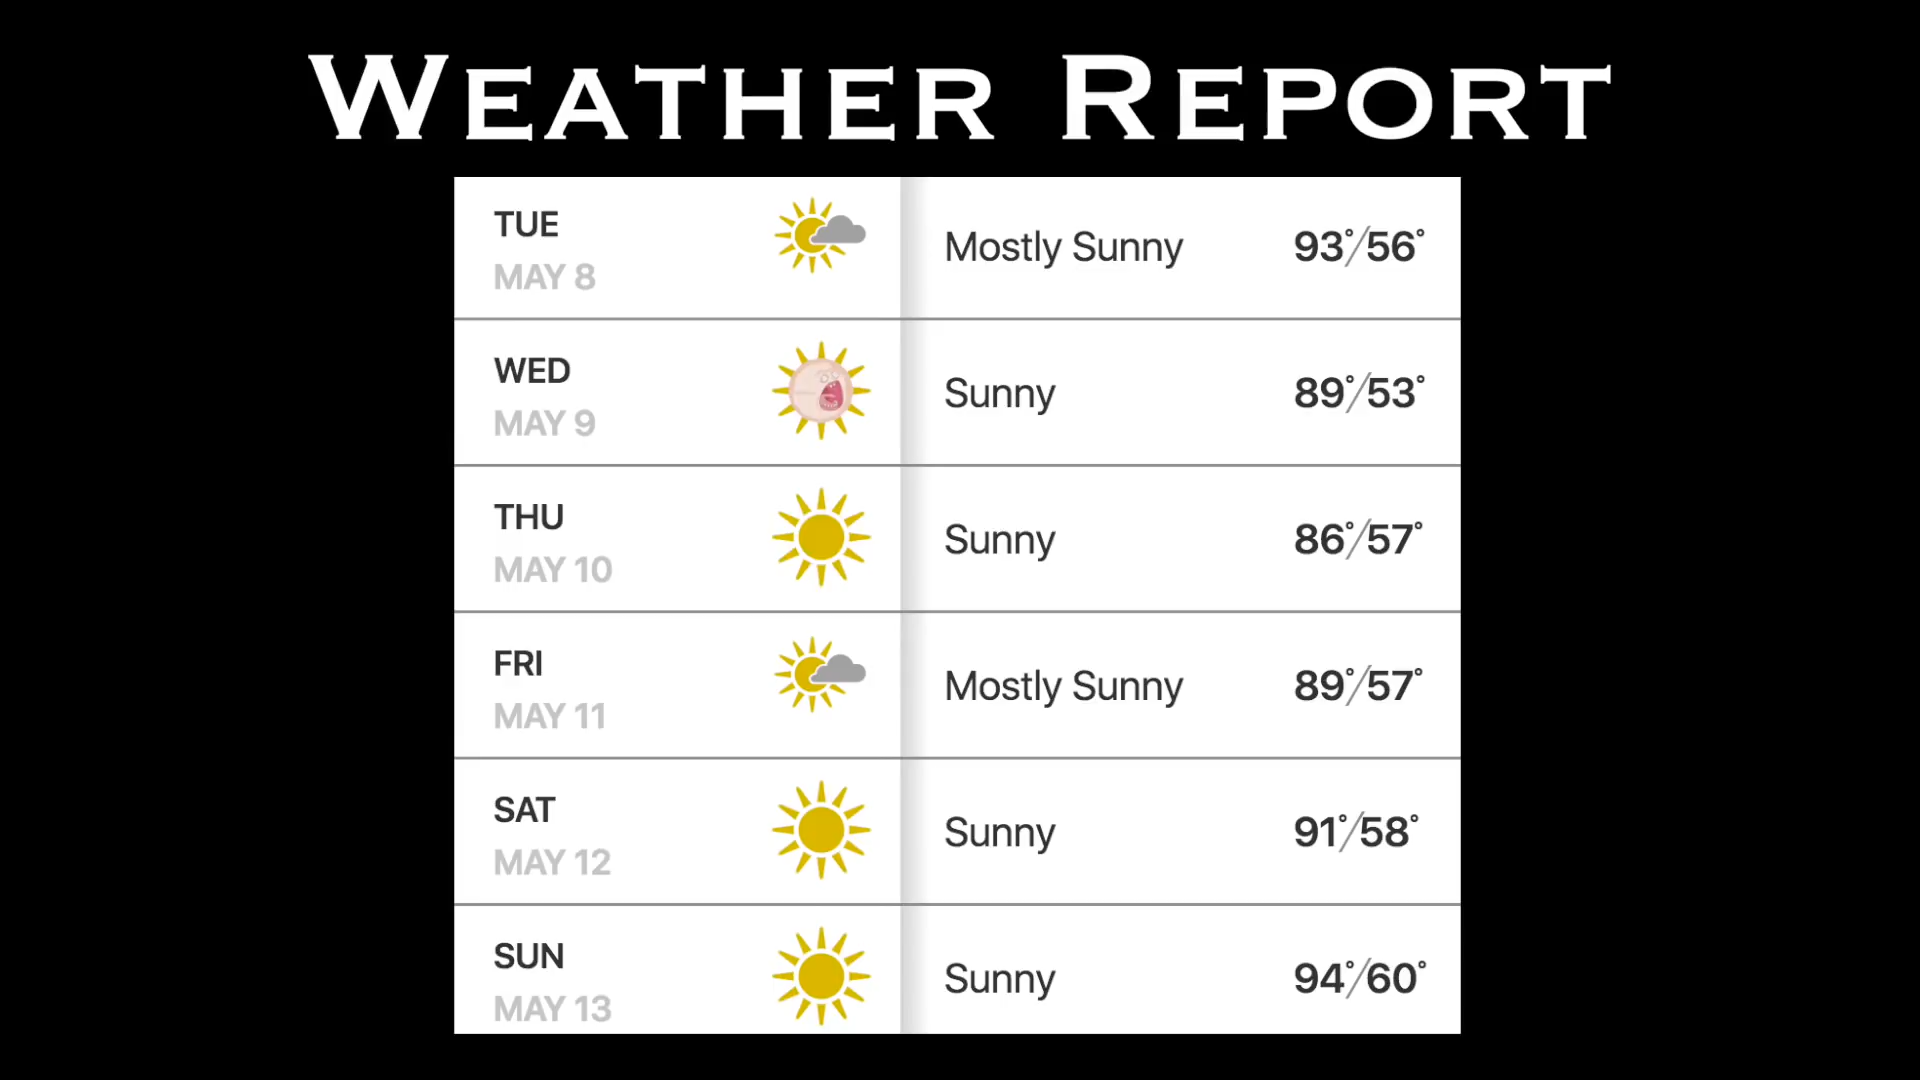 WEATHER REPORT
TUE
MAY 8
Mostly Sunny
93°/56°
WED
MAY 9
Sunny
89°/53°
THU
MAY 10
Sunny
86°/57°
FRI
MAY 11
Mostly Sunny
89°/57°
SAT
MAY 12
Sunny
91°/58°
SUN
MAY 13
Sunny
94°/60°